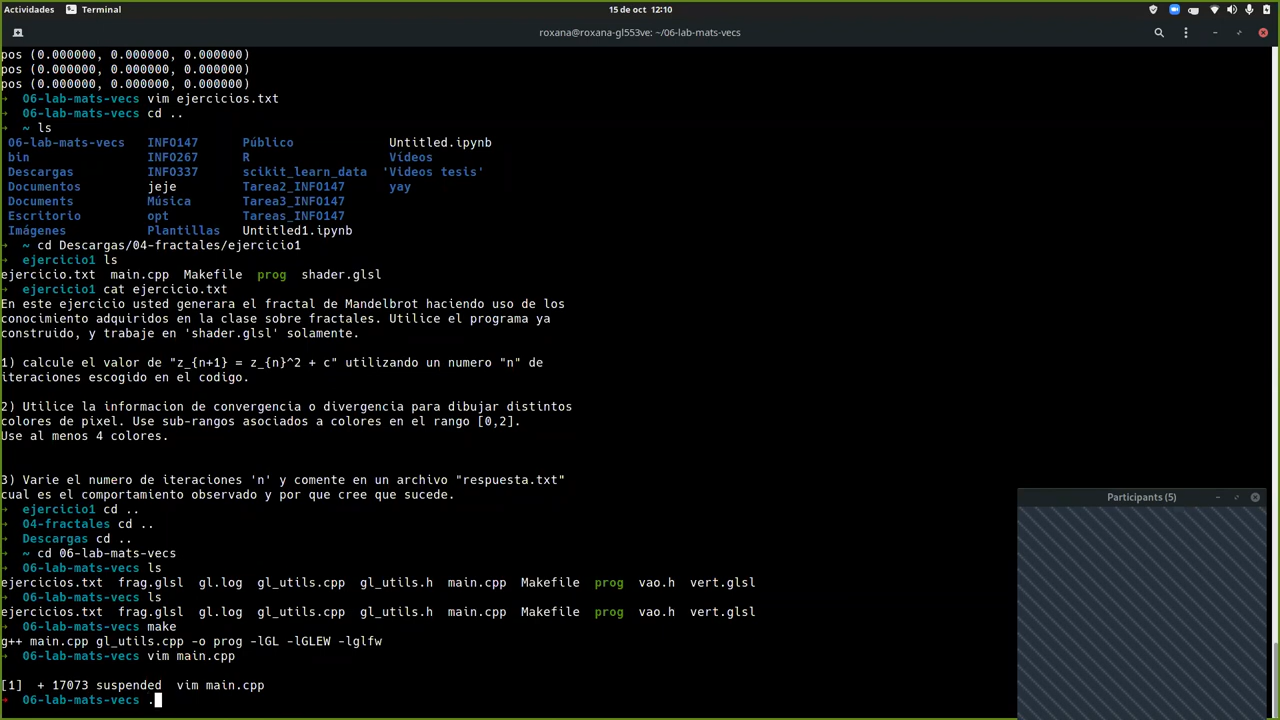 Actividades Terminal 15 de oct 12:10
roxana@roxana-gl553ve: ~/06-lab-mats-vecs
pos (0.000000, 0.000000, 0.000000)
pos (0.000000, 0.000000, 0.000000)
pos (0.000000, 0.000000, 0.000000)
→ 06-lab-mats-vecs vim ejercicios.txt
→ 06-lab-mats-vecs cd ..
→ ~ ls
06-lab-mats-vecs INFO147 Público Untitled.ipynb
bin INFO267 R Vídeos
Descargas INFO337 scikit_learn_data 'Videos tesis'
Documentos jeje Tarea2_INFO147 yay
Documents Música Tarea3_INFO147
Escritorio opt Tareas_INFO147
Imágenes Plantillas Untitled1.ipynb
→ ~ cd Descargas/04-fractales/ejercicio1
→ ejercicio1 ls
ejercicio.txt main.cpp Makefile prog shader.glsl
→ ejercicio1 cat ejercicio.txt
En este ejercicio usted generara el fractal de Mandelbrot haciendo uso de los
conocimiento adquiridos en la clase sobre fractales. Utilice el programa ya
construido, y trabaje en 'shader.glsl' solamente.
1) calcule el valor de "z_{n+1} = z_{n}^2 + c" utilizando un numero "n" de
iteraciones escogido en el codigo.
2) Utilice la informacion de convergencia o divergencia para dibujar distintos
colores de pixel. Use sub-rangos asociados a colores en el rango [0,2].
Use al menos 4 colores.
3) Varie el numero de iteraciones 'n' y comente en un archivo "respuesta.txt"
cual es el comportamiento observado y por que cree que sucede.
→ ejercicio1 cd ..
→ 04-fractales cd ..
→ Descargas cd ..
→ ~ cd 06-lab-mats-vecs
→ 06-lab-mats-vecs ls
ejercicios.txt frag.glsl gl.log gl_utils.cpp gl_utils.h main.cpp Makefile prog vao.h vert.glsl
→ 06-lab-mats-vecs ls
ejercicios.txt frag.glsl gl.log gl_utils.cpp gl_utils.h main.cpp Makefile prog vao.h vert.glsl
→ 06-lab-mats-vecs make
g++ main.cpp gl_utils.cpp -o prog -lGL -lGLEW -lglfw
→ 06-lab-mats-vecs vim main.cpp
[1] + 17073 suspended vim main.cpp
→ 06-lab-mats-vecs .
Participants (5)